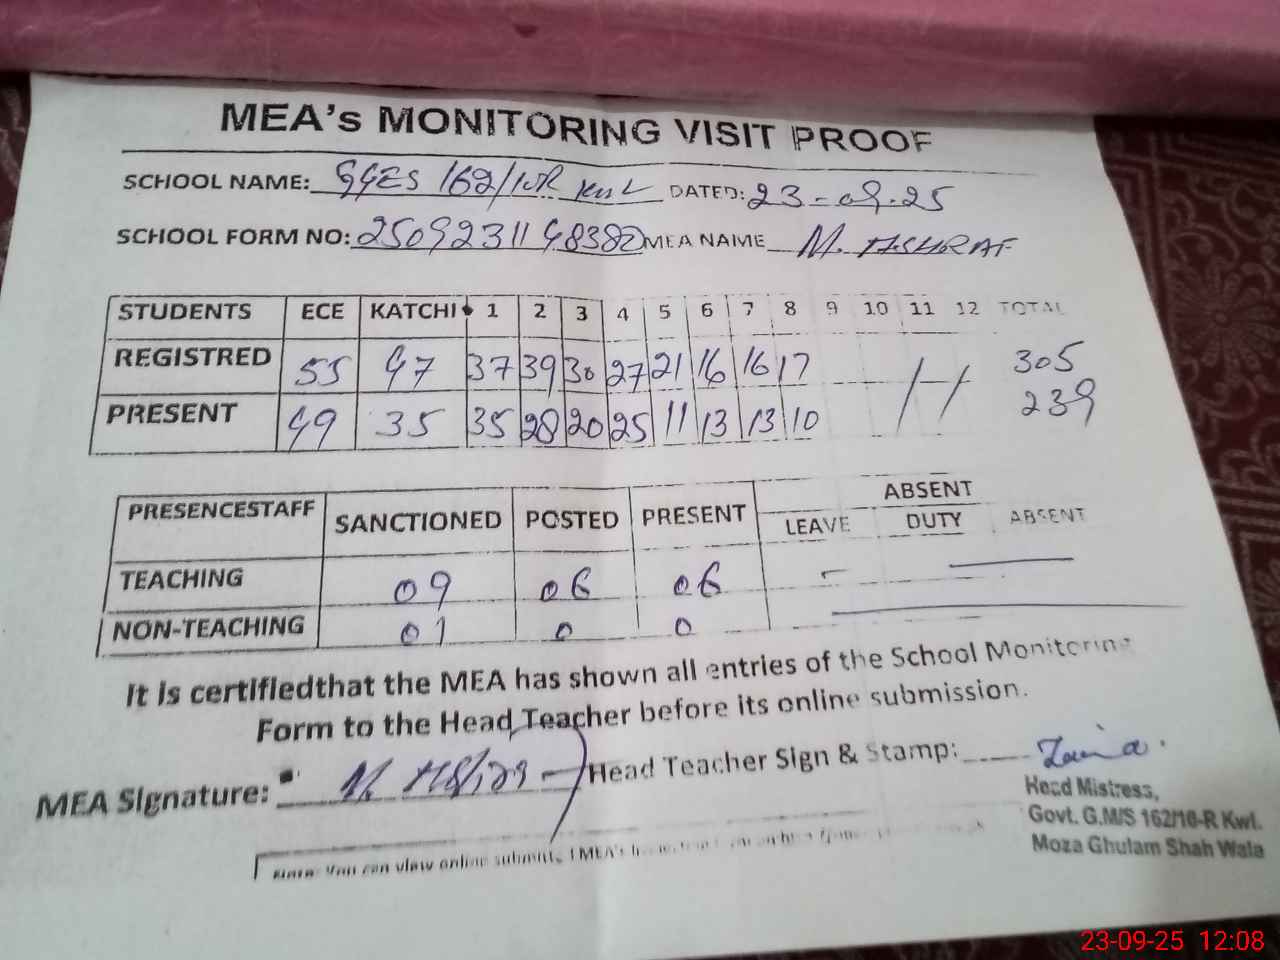 MEA's MONITORING VISIT PROOF
SCHOOL NAME: GGES 162/10R KWL DATED: 23-09-25
SCHOOL FORM NO: 2509231148382 MEA NAME M. ASHRAF
STUDENTS ECE KATCHI 1 2 3 4 5 6 7 8 9 10 11 12 TOTAL
REGISTRED 55 47 37 39 30 27 21 16 16 17 305
PRESENT 49 35 35 28 20 25 11 13 13 10 239
ABSENT
PRESENCESTAFF SANCTIONED POSTED PRESENT LEAVE DUTY ABSENT
TEACHING 09 06 06 -
NON-TEACHING 01 0 0
It is certifiedthat the MEA has shown all entries of the School Monitoring
Form to the Head Teacher before its online submission.
MEA Signature: Head Teacher Sign & Stamp:
Head Mistress,
Govt. G.M/S 162/10-R Kwl.
Moza Ghulam Shah Wala
You can view online MEA's
23-09-25 12:08